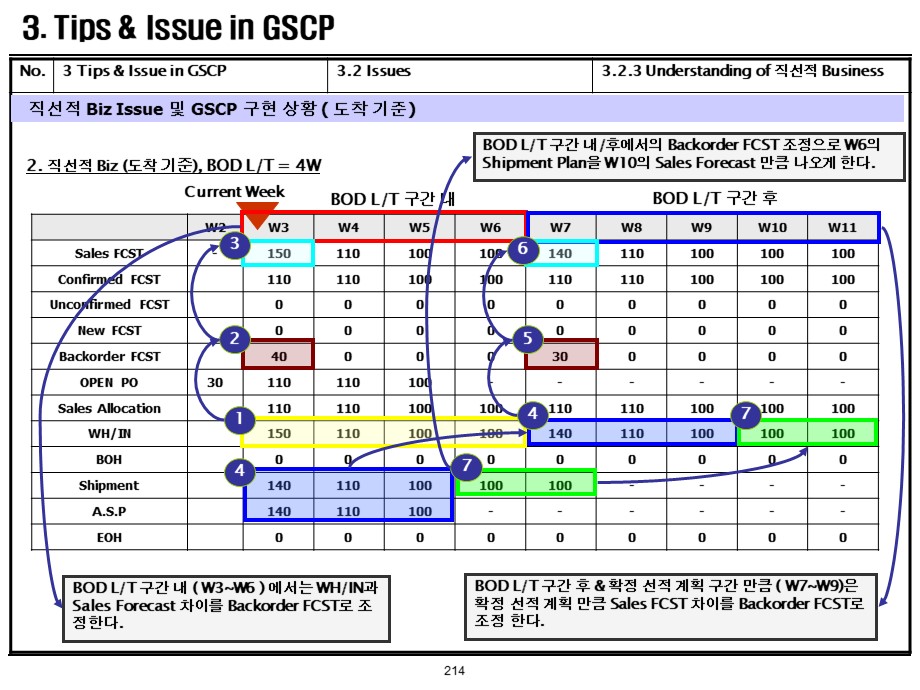 3. Tips & Issue in GSCP
No. 3 Tips & Issue in GSCP 3.2 Issues 3.2.3 Understanding of 직선적 Business
직선적 Biz Issue 및 GSCP 구현 상황 ( 도착 기준 )
BOD L/T 구간 내 /후에서의 Backorder FCST 조정으로 W6의
Shipment Plan을 W10의 Sales Forecast 만큼 나오게 한다.
2. 직선적 Biz (도착 기준), BOD L/T = 4W
Current Week BOD L/T 구간 내 BOD L/T 구간 후
W2 W3 W4 W5 W6 W7 W8 W9 W10 W11
Sales FCST - 3 150 110 100 100 6 140 110 100 100 100
Confirmed FCST 110 110 100 100 110 110 100 100 100
Unconfirmed FCST 0 0 0 0 0 0 0 0 0
New FCST 0 0 0 0 0 0 0 0 0
Backorder FCST 2 40 0 0 0 5 30 0 0 0 0
OPEN PO 30 110 110 100 - - - - - -
Sales Allocation 110 110 100 100 110 110 100 100 100
WH/IN 1 150 110 100 100 4 140 110 100 7 100 100
BOH 0 0 0 0 0 0 0 0 0
Shipment 4 140 110 100 7 100 100 - - - -
A.S.P 140 110 100 - - - - - -
EOH 0 0 0 0 0 0 0 0 0
BOD L/T 구간 내 ( W3~W6 ) 에서는 WH/IN과
Sales Forecast 차이를 Backorder FCST로 조
정한다.
BOD L/T 구간 후 & 확정 선적 계획 구간 만큼 ( W7~W9)은
확정 선적 계획 만큼 Sales FCST 차이를 Backorder FCST로
조정 한다.
214